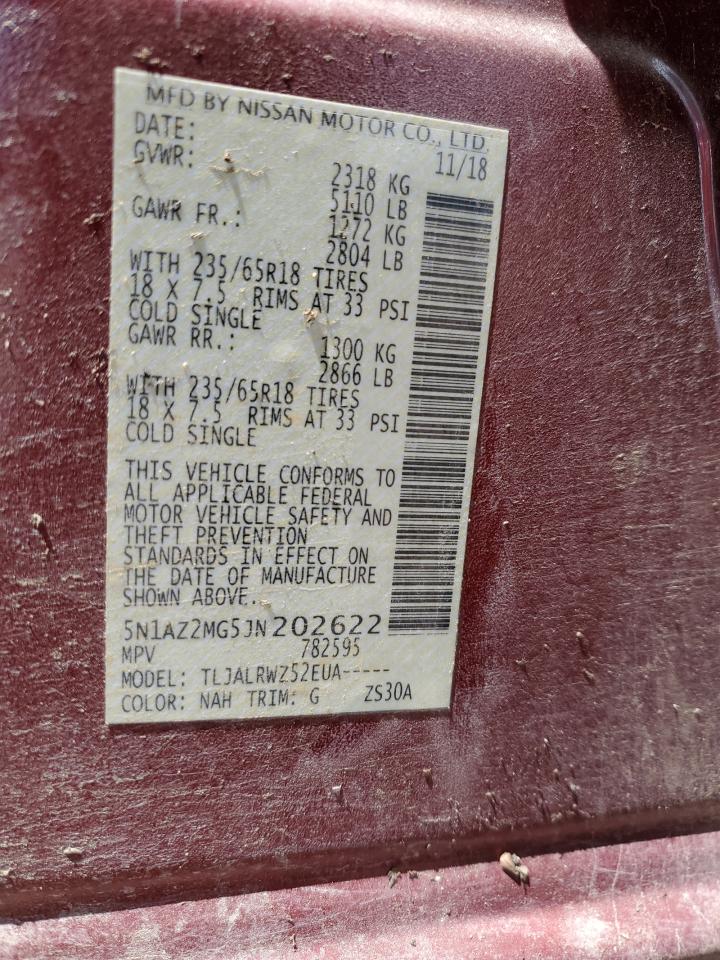 MFD BY NISSAN MOTOR CO., LTD.
DATE: 11/18
GVWR: 2318 KG
5110 LB
GAWR FR.: 1272 KG
2804 LB
WITH 235/65R18 TIRES
18 X 7.5 RIMS AT 33 PSI
COLD SINGLE
GAWR RR.: 1300 KG
2866 LB
WITH 235/65R18 TIRES
18 X 7.5 RIMS AT 33 PSI
COLD SINGLE
THIS VEHICLE CONFORMS TO
ALL APPLICABLE FEDERAL
MOTOR VEHICLE SAFETY AND
THEFT PREVENTION
STANDARDS IN EFFECT ON
THE DATE OF MANUFACTURE
SHOWN ABOVE.
5N1AZ2MG5JN202622
MPV 782595
MODEL: TLJALRWZ52EUA-----
COLOR: NAH TRIM: G ZS30A